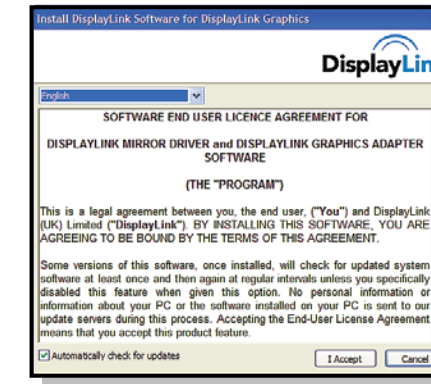 Install DisplayLink Software for DisplayLink Graphics
DisplayLin
English
SOFTWARE END USER LICENCE AGREEMENT FOR
DISPLAYLINK MIRROR DRIVER and DISPLAYLINK GRAPHICS ADAPTER
SOFTWARE
(THE "PROGRAM")
This is a legal agreement between you, the end user, ("You") and DisplayLink
(UK) Limited ("DisplayLink"). BY INSTALLING THIS SOFTWARE, YOU ARE
AGREEING TO BE BOUND BY THE TERMS OF THIS AGREEMENT.
Some versions of this software, once installed, will check for updated system
software at least once and then again at regular intervals unless you specifically
disabled this feature when given this option. No personal information or
information about your PC or the software installed on your PC is sent to our
update servers during this process. Accepting the End-User License Agreement
means that you accept this product feature.
Automatically check for updates
I Accept
Cancel